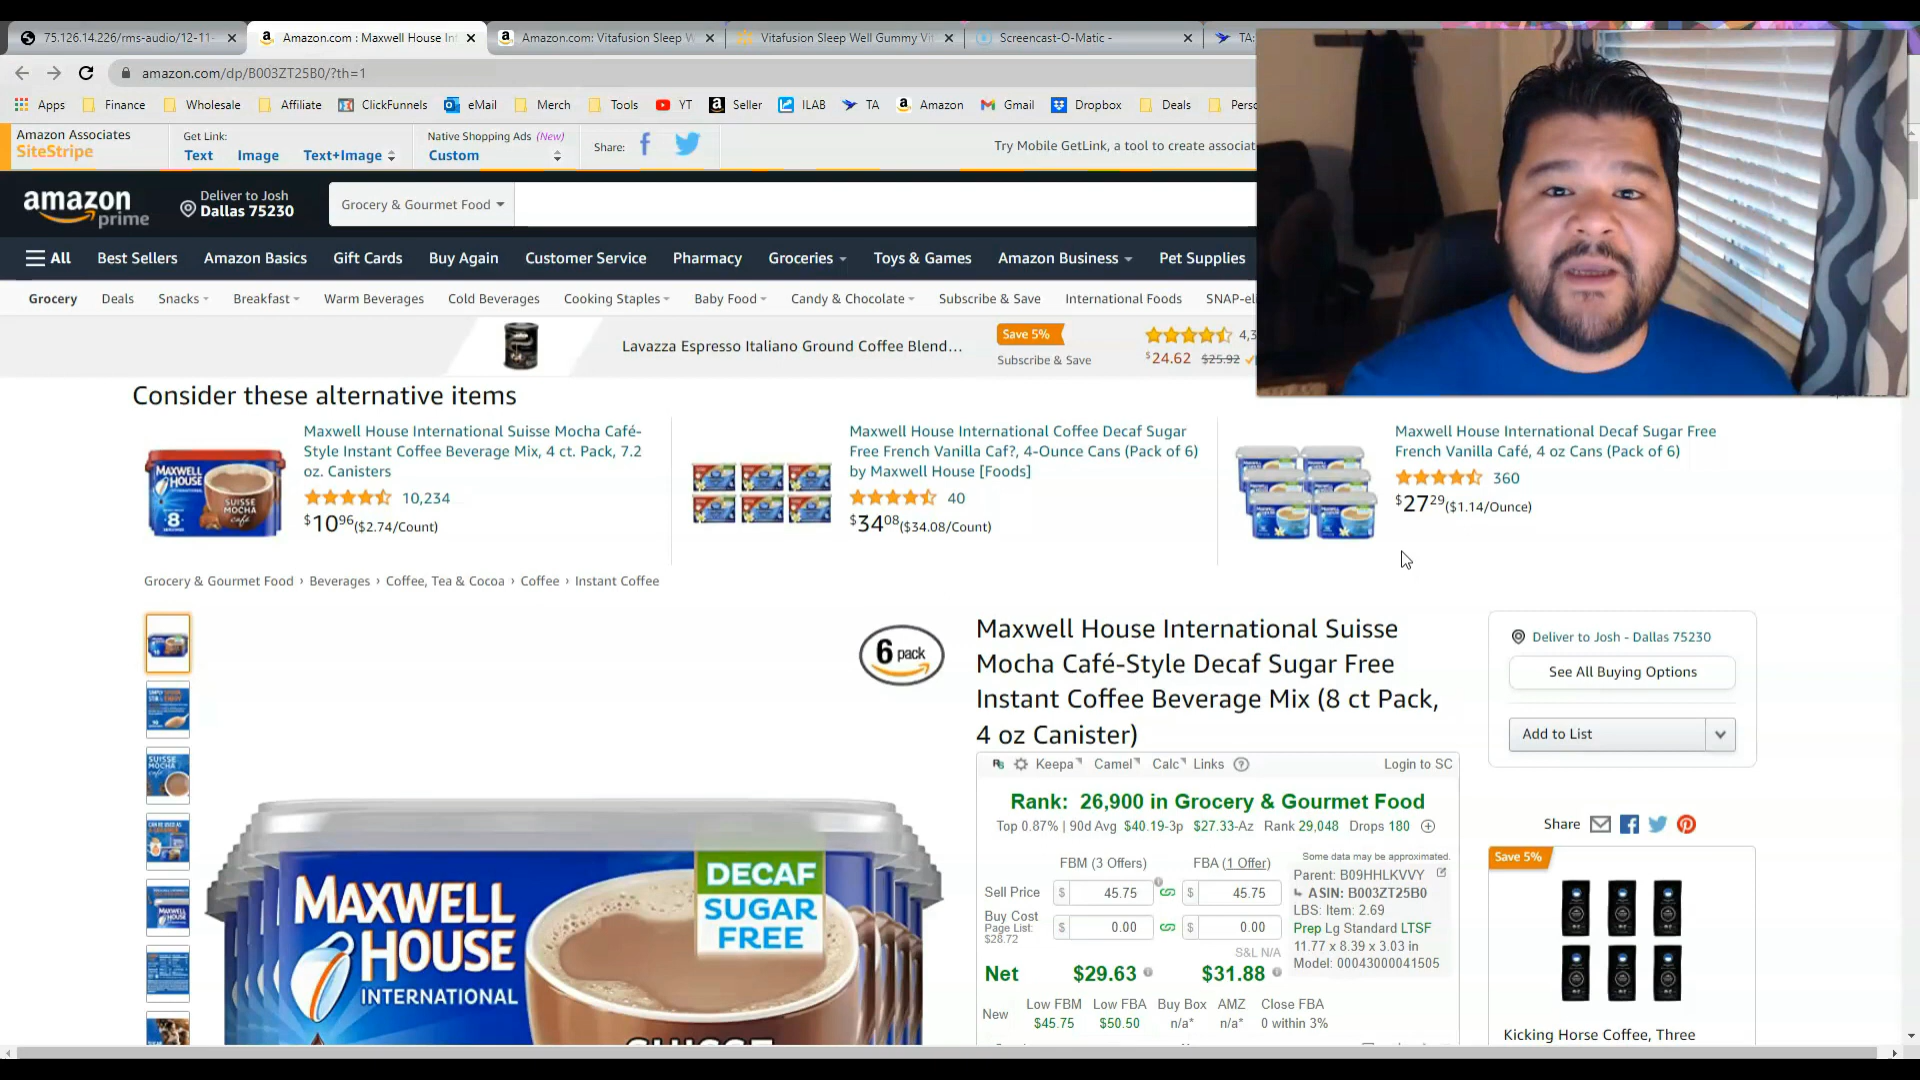 75.126.14.226/rms-audio/12-11-
Amazon.com : Maxwell House Int
Amazon.com: Vitafusion Sleep W
Vitafusion Sleep Well Gummy Vit
Screencast-O-Matic -
TA:
amazon.com/dp/B003ZT25B0/?th=1
Apps Finance Wholesale Affiliate ClickFunnels eMail Merch Tools YT Seller ILAB TA Amazon Gmail Dropbox Deals Perso
Amazon Associates
SiteStripe
Get Link:
Text Image Text+Image
Native Shopping Ads (New)
Custom
Share:
Try Mobile GetLink, a tool to create associat
amazon prime
Deliver to Josh
Dallas 75230
Grocery & Gourmet Food
All Best Sellers Amazon Basics Gift Cards Buy Again Customer Service Pharmacy Groceries Toys & Games Amazon Business Pet Supplies
Grocery Deals Snacks Breakfast Warm Beverages Cold Beverages Cooking Staples Baby Food Candy & Chocolate Subscribe & Save International Foods SNAP-eli
Lavazza Espresso Italiano Ground Coffee Blend...
Save 5%
Subscribe & Save
4,3
$24.62 $25.92
Consider these alternative items
Maxwell House International Suisse Mocha Café-
Style Instant Coffee Beverage Mix, 4 ct. Pack, 7.2
oz. Canisters
10,234
$1096($2.74/Count)
Maxwell House International Coffee Decaf Sugar
Free French Vanilla Caf?, 4-Ounce Cans (Pack of 6)
by Maxwell House [Foods]
40
$3408($34.08/Count)
Maxwell House International Decaf Sugar Free
French Vanilla Café, 4 oz Cans (Pack of 6)
360
$2729($1.14/Ounce)
Grocery & Gourmet Food › Beverages › Coffee, Tea & Cocoa › Coffee › Instant Coffee
6 pack
DECAF
SUGAR
FREE
MAXWELL
HOUSE
INTERNATIONAL
SUISSE
Maxwell House International Suisse
Mocha Café-Style Decaf Sugar Free
Instant Coffee Beverage Mix (8 ct Pack,
4 oz Canister)
Keepa Camel Calc Links Login to SC
Rank: 26,900 in Grocery & Gourmet Food
Top 0.87% | 90d Avg $40.19-3p $27.33-Az Rank 29,048 Drops 180
FBM (3 Offers) FBA (1 Offer)
Sell Price $ 45.75 $ 45.75
Buy Cost
Page List:
$28.72
$ 0.00 $ 0.00
S&L N/A
Net $29.63 $31.88
Some data may be approximated.
Parent: B09HHLKVVY
ASIN: B003ZT25B0
LBS: Item: 2.69
Prep Lg Standard LTSF
11.77 x 8.39 x 3.03 in
Model: 00043000041505
Low FBM Low FBA Buy Box AMZ Close FBA
New $45.75 $50.50 n/a* n/a* 0 within 3%
Deliver to Josh - Dallas 75230
See All Buying Options
Add to List
Share
Save 5%
Kicking Horse Coffee, Three